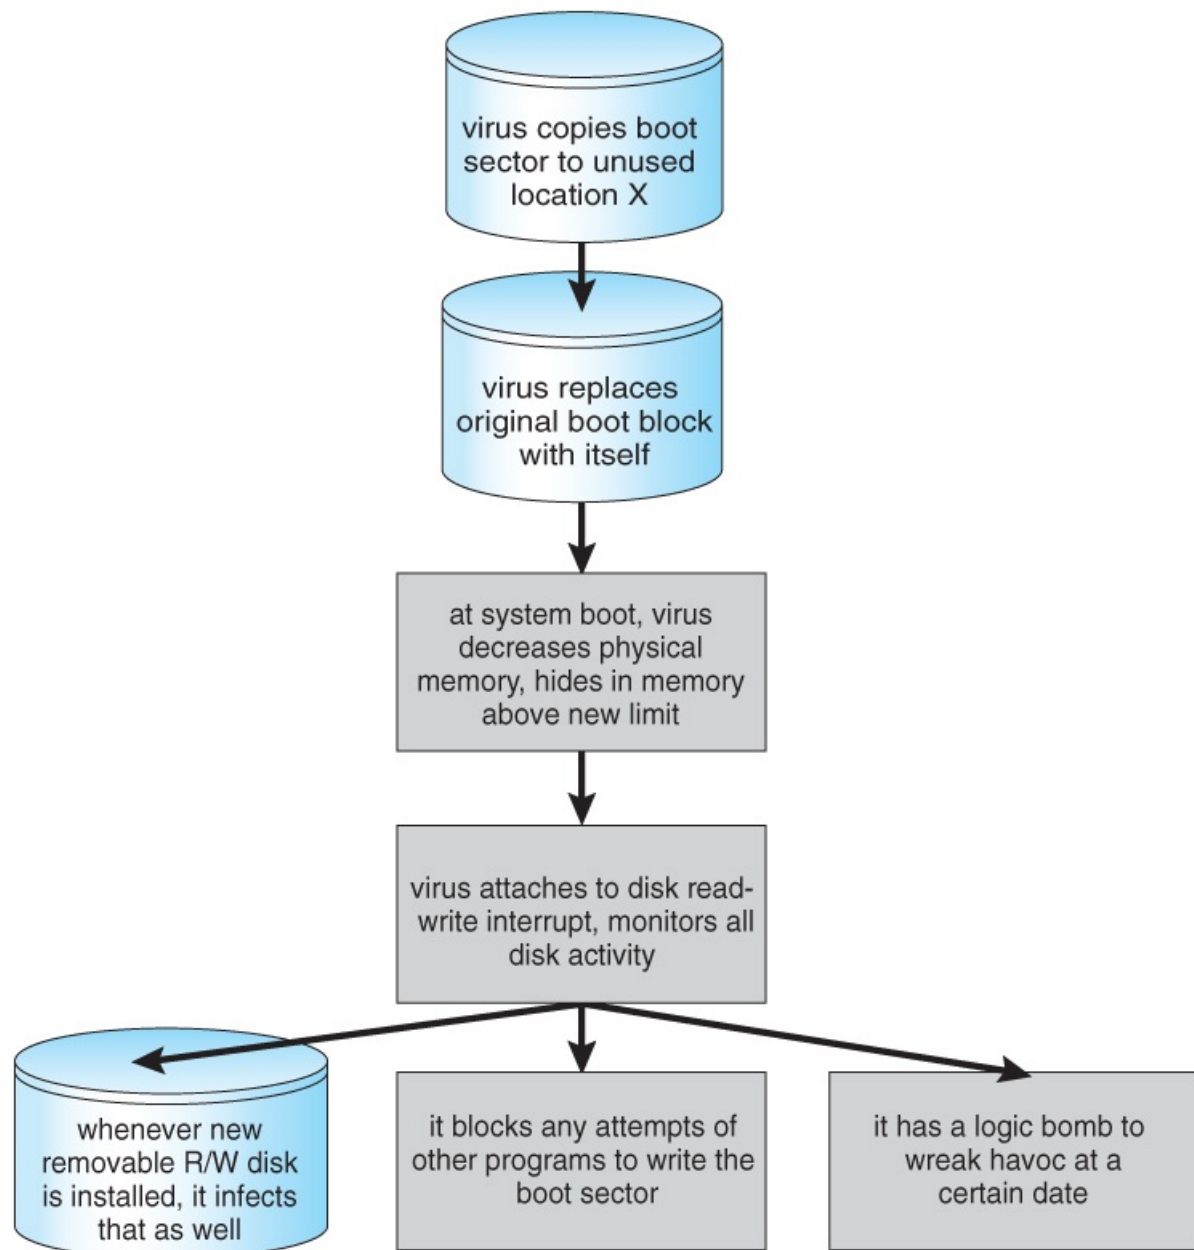 virus copies boot
sector to unused
location X
virus replaces
original boot block
with itself
at system boot, virus
decreases physical
memory, hides in memory
above new limit
virus attaches to disk read-
write interrupt, monitors all
disk activity
whenever new
removable R/W disk
is installed, it infects
that as well
it blocks any attempts of
other programs to write the
boot sector
it has a logic bomb to
wreak havoc at a
certain date